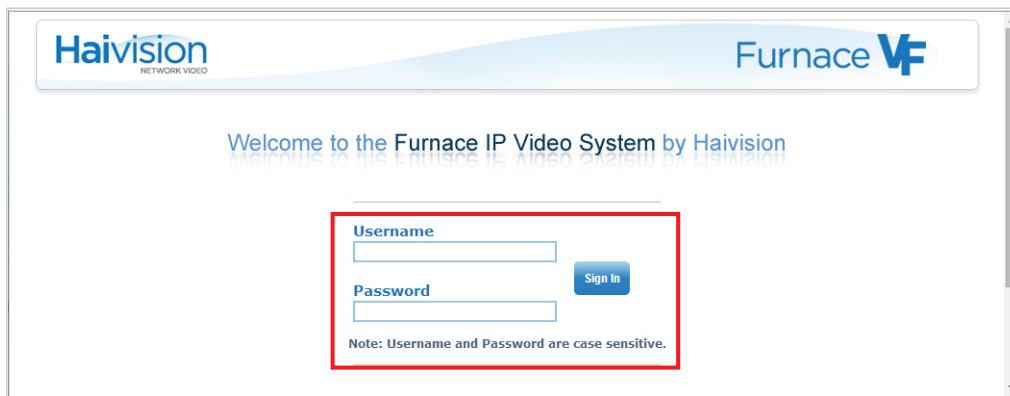 Haivision
NETWORK VIDEO
Furnace VF
Welcome to the Furnace IP Video System by Haivision
Username
Sign In
Password
Note: Username and Password are case sensitive.